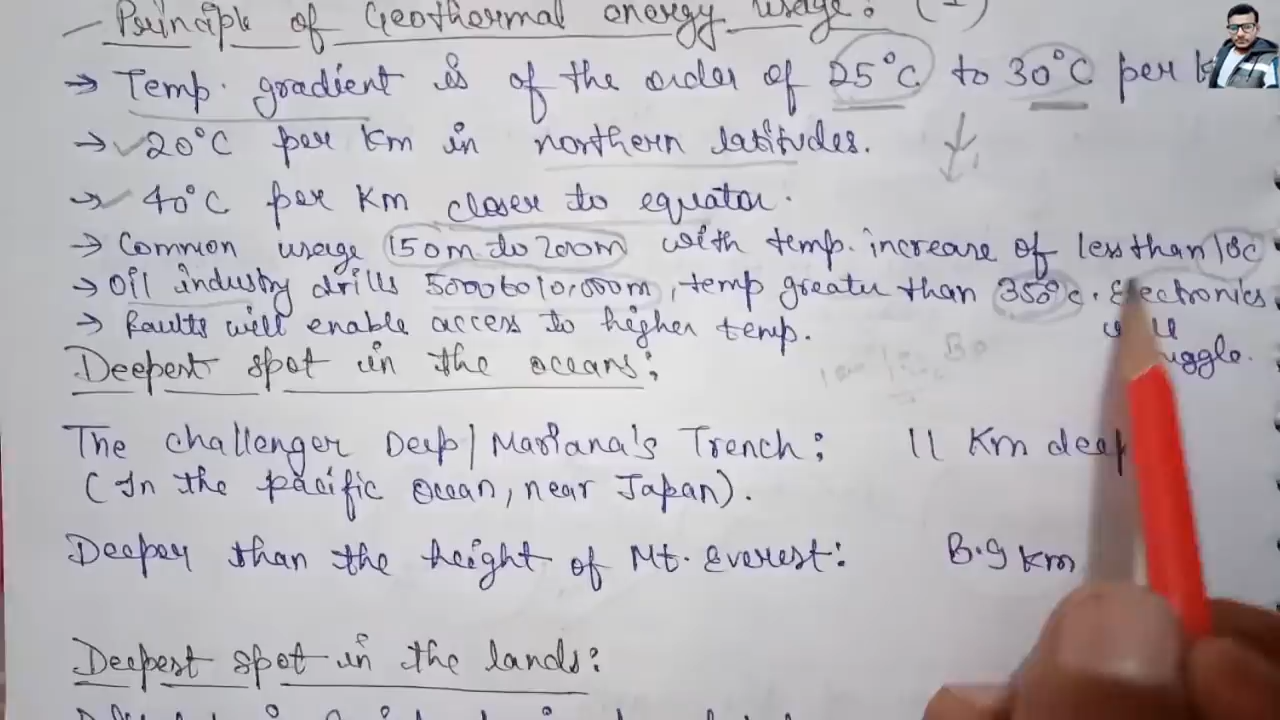 Principle of Geothermal energy usage:
→ Temp. gradient is of the order of 25°C to 30°C per
→ 20°C per Km in northern latitudes.
→ 40°C per Km closer to equator.
→ Common usage 150m to 200m with temp. increase of less than
→ Oil industry drills 5000 to 10,000m, temp greater than 350°C. Electronics
→ Faults will enable access to higher temp.
Deepest spot in the oceans:
The challenger Deep/Mariana's Trench: 11 Km deep
(In the pacific Ocean, near Japan).
Deeper than the height of Mt. Everest: 8.9 Km
Deepest spot in the lands: